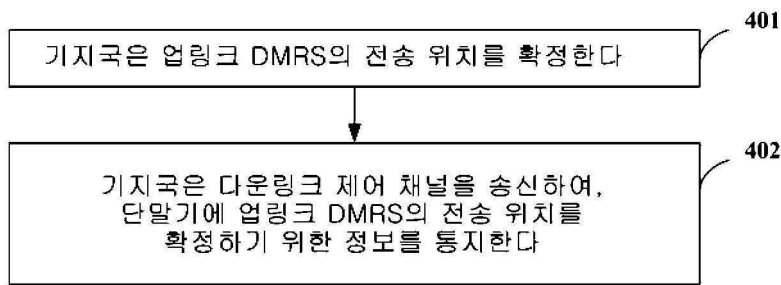 401
기지국은 업링크 DMRS의 전송 위치를 확정한다
402
기지국은 다운링크 제어 채널을 송신하여,
단말기에 업링크 DMRS의 전송 위치를
확정하기 위한 정보를 통지한다